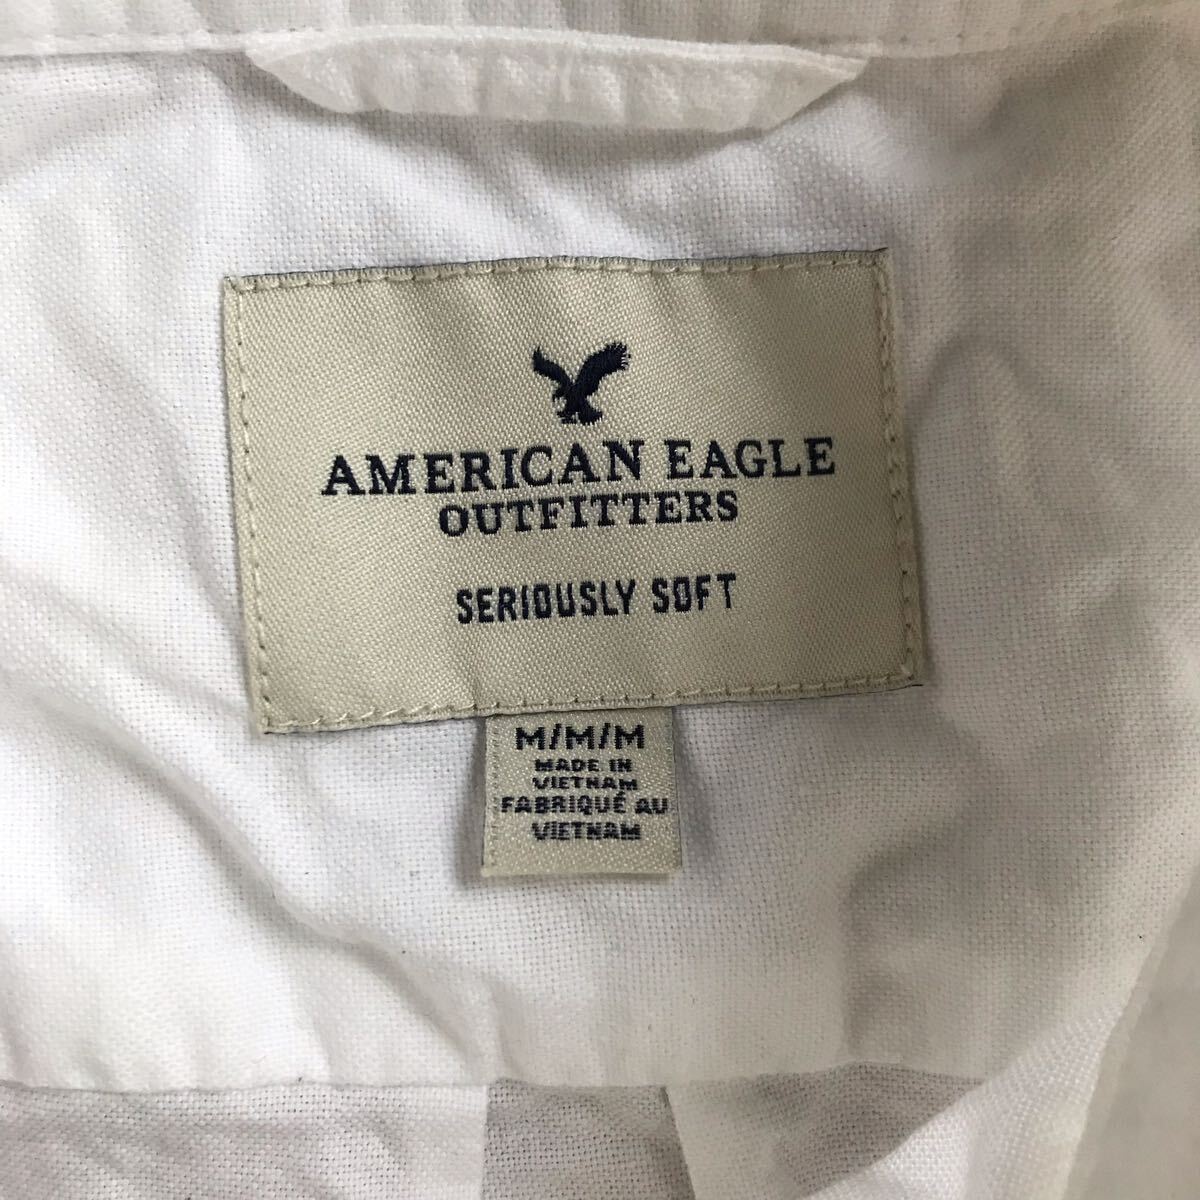 AMERICAN EAGLE
OUTFITTERS
SERIOUSLY SOFT
M/M/M
MADE IN
VIETNAM
FABRIQUÉ AU
VIETNAM